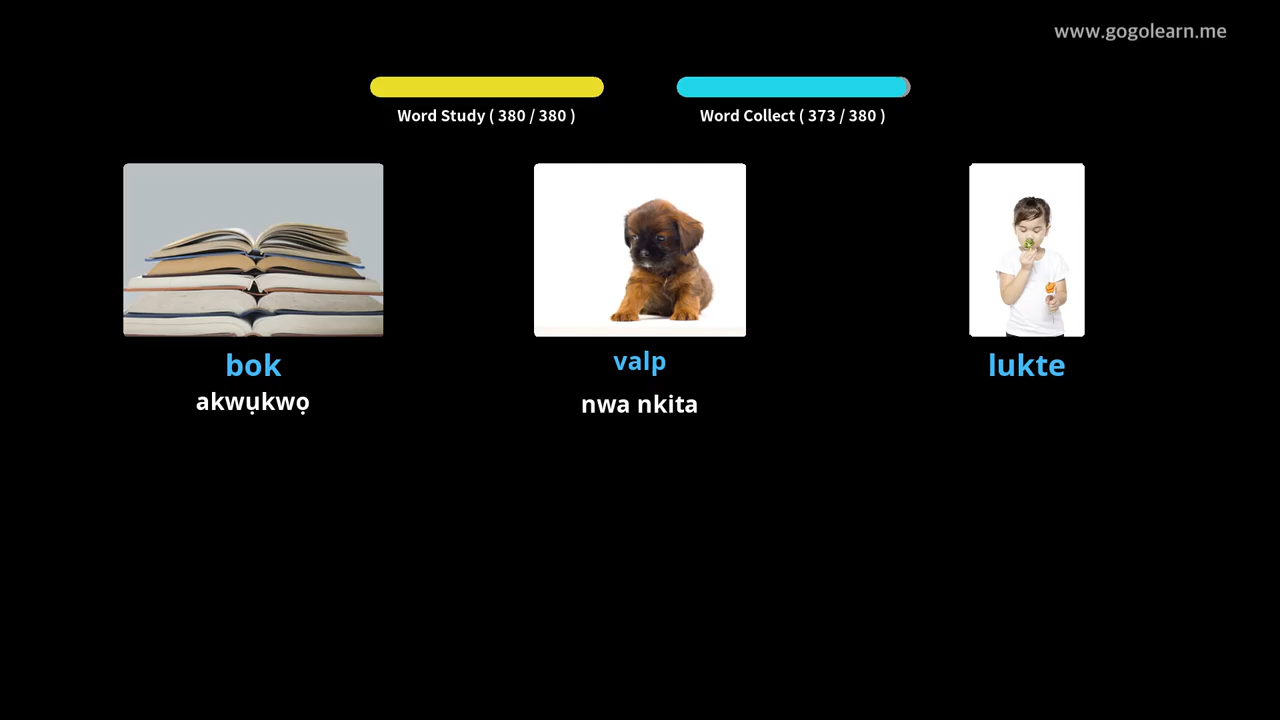 www.gogolearn.me
Word Study ( 380 / 380 )
Word Collect ( 373 / 380 )
bok
valp
lukte
akwụkwọ
nwa nkita